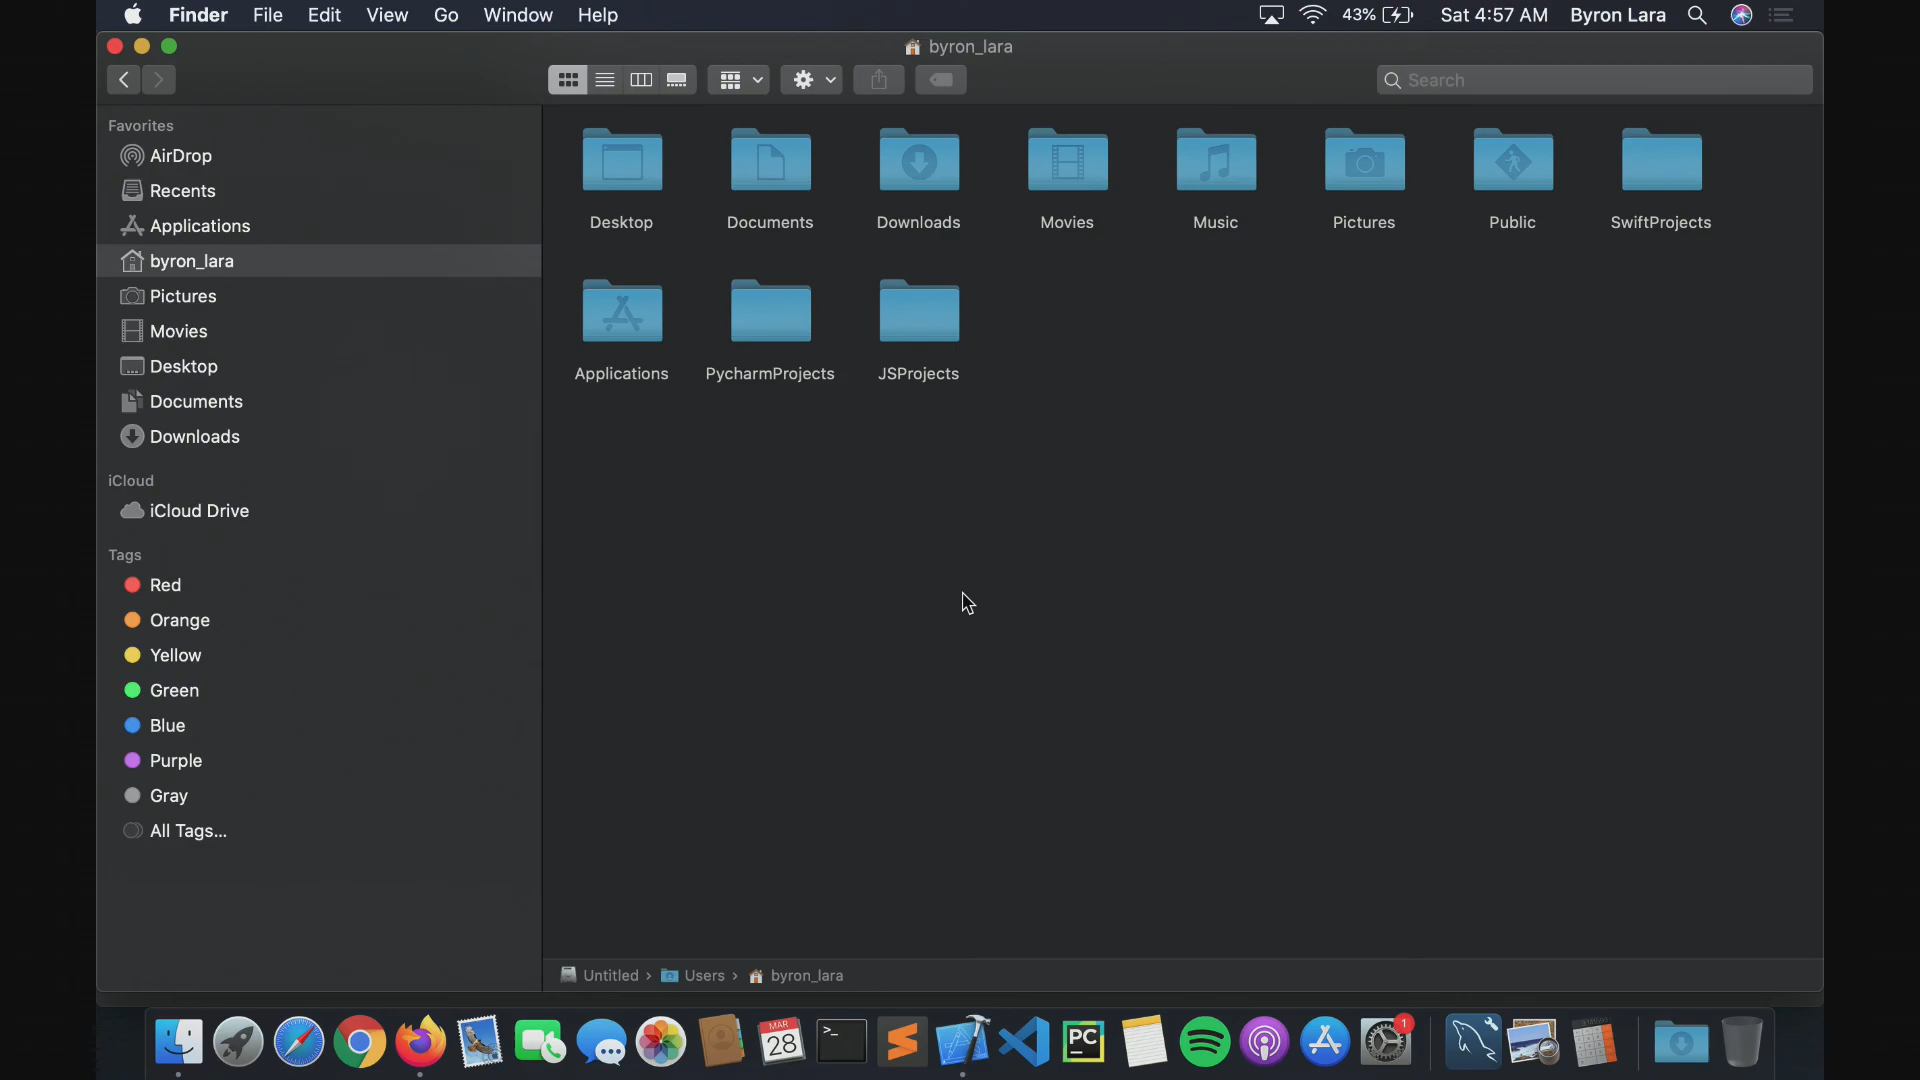 Finder File Edit View Go Window Help 43% Sat 4:57 AM Byron Lara
byron_lara
Search
Favorites
AirDrop
Recents
Applications
byron_lara
Pictures
Movies
Desktop
Documents
Downloads
iCloud
iCloud Drive
Tags
Red
Orange
Yellow
Green
Blue
Purple
Gray
All Tags...
Desktop Documents Downloads Movies Music Pictures Public SwiftProjects
Applications PycharmProjects JSProjects
Untitled › Users › byron_lara
MAR
28
>_
PC
1